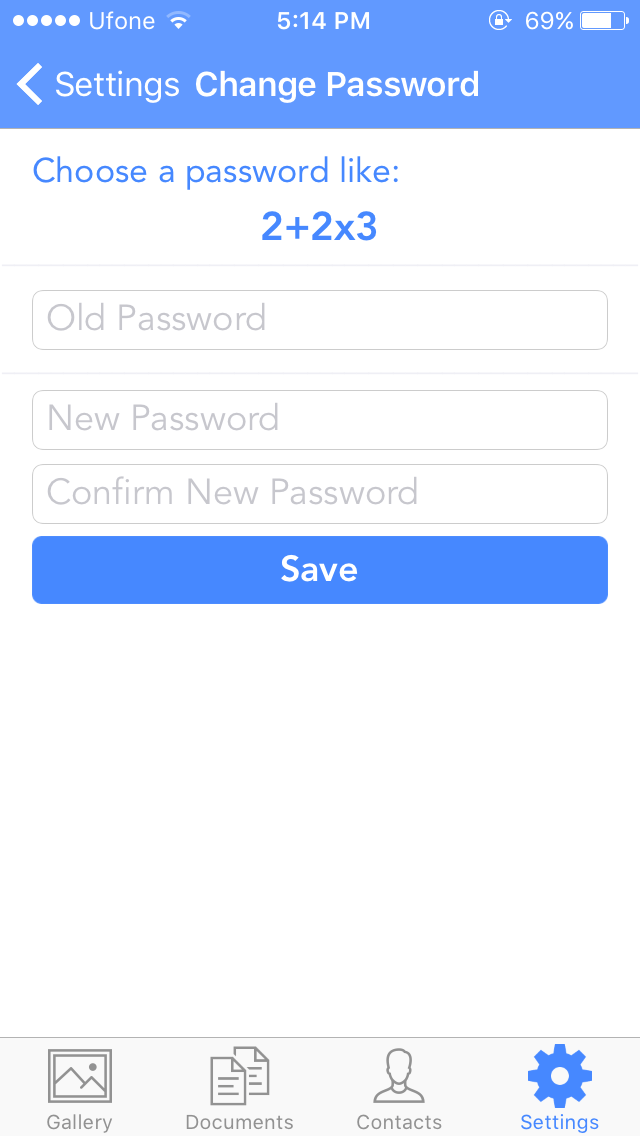 Ufone 5:14 PM 69%
Settings Change Password
Choose a password like:
2+2x3
Old Password
New Password
Confirm New Password
Save
Gallery Documents Contacts Settings